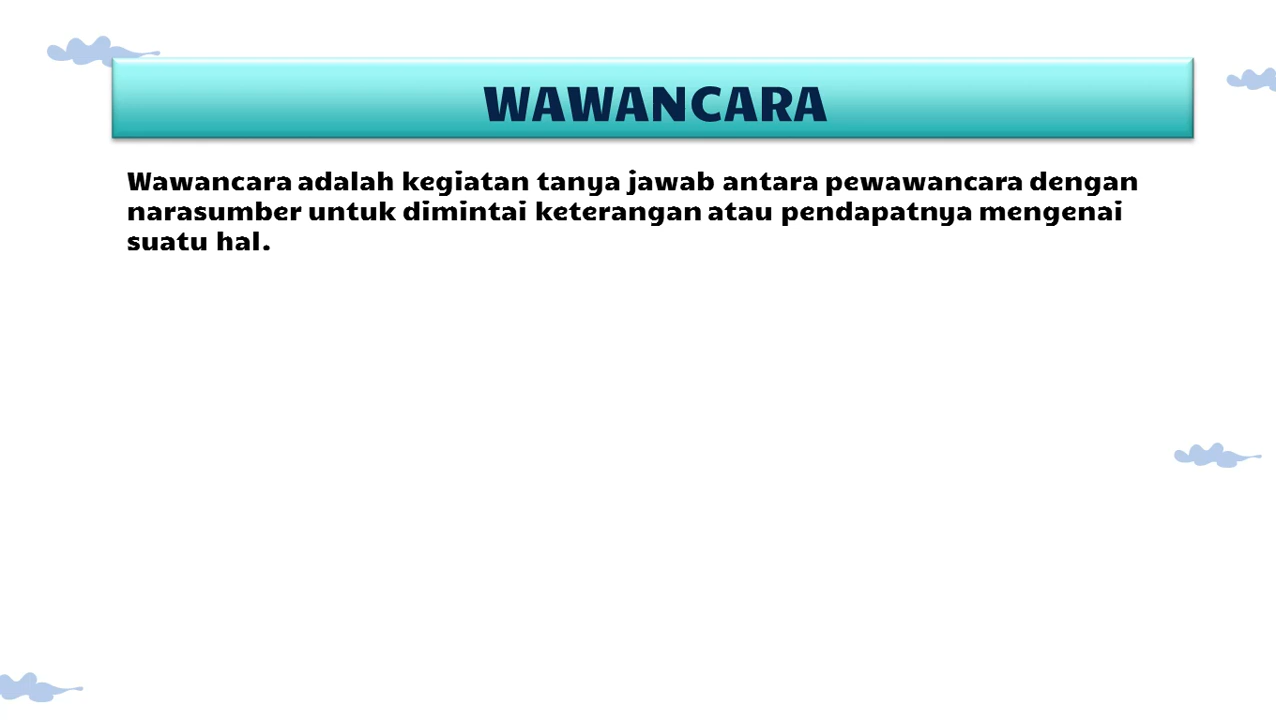 WAWANCARA
Wawancara adalah kegiatan tanya jawab antara pewawancara dengan
narasumber untuk dimintai keterangan atau pendapatnya mengenai
suatu hal.